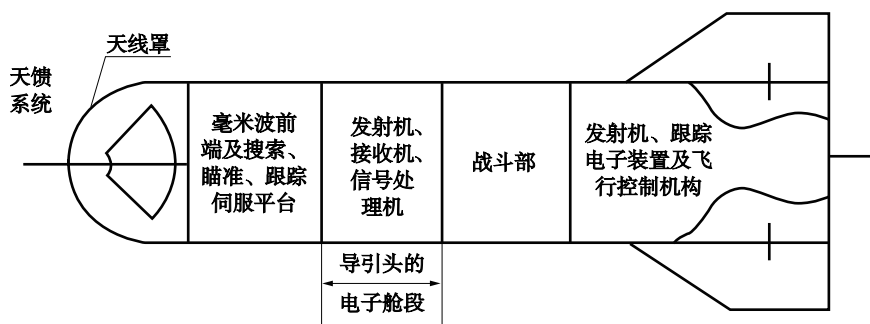 天线罩
天馈
系统
毫米波前
端及搜索、
瞄准、跟踪
伺服平台
发射机、
接收机、
信号处
理机
战斗部
发射机、跟踪
电子装置及飞
行控制机构
导引头的
电子舱段